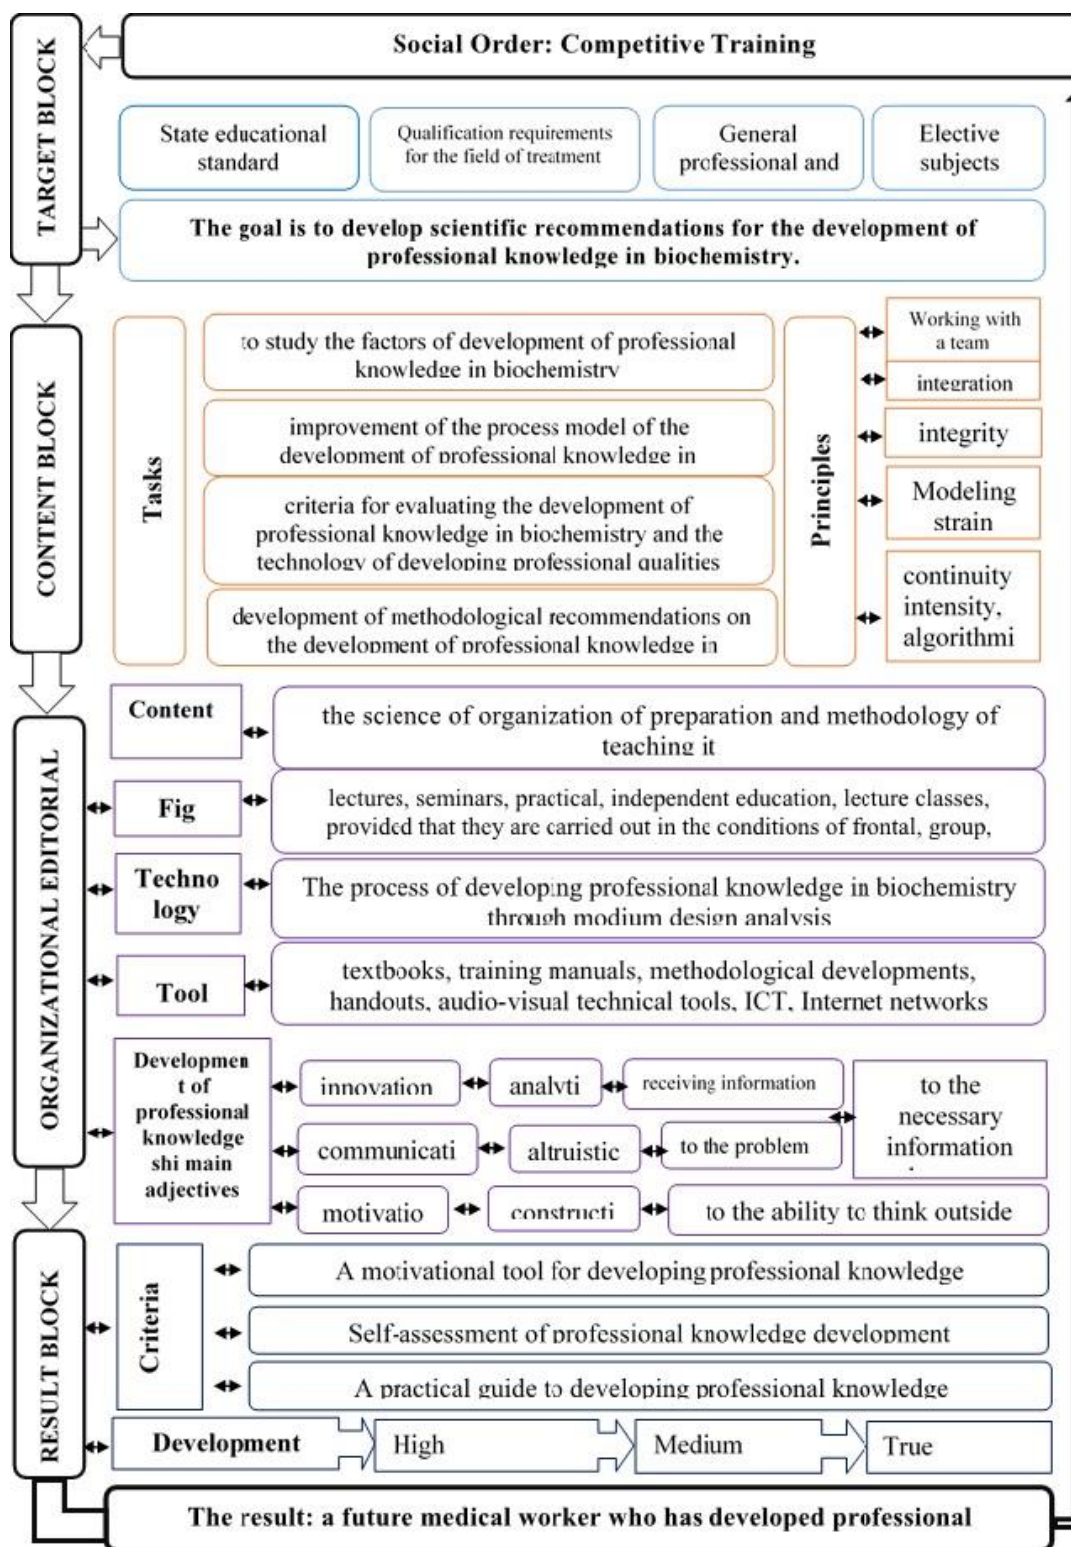 Social Order: Competitive Training
TARGET BLOCK
State educational
standard
Qualification requirements
for the field of treatment
General
professional and
Elective
subjects
The goal is to develop scientific recommendations for the development of
professional knowledge in biochemistry.
CONTENT BLOCK
Tasks
to study the factors of development of professional
knowledge in biochemistry
improvement of the process model of the
development of professional knowledge in
criteria for evaluating the development of
professional knowledge in biochemistry and the
technology of developing professional qualities
development of methodological recommendations on
the development of professional knowledge in
Principles
Working with
a team
integration
integrity
Modeling
strain
continuity
intensity,
algorithmi
ORGANIZATIONAL EDITORIAL
Content
the science of organization of preparation and methodology of
teaching it
Fig
lectures, seminars, practical, independent education, lecture classes,
provided that they are carried out in the conditions of frontal, group,
Techno
logy
The process of developing professional knowledge in biochemistry
through modium design analysis
Tool
textbooks, training manuals, methodological developments,
handouts, audio-visual technical tools, ICT, Internet networks
Developmen
t of
professional
knowledge
shi main
adjectives
innovation
analyti
receiving information
to the
necessary
information
communicati
altruistic
to the problem
motivatio
constructi
to the ability to think outside
RESULT BLOCK
Criteria
A motivational tool for developing professional knowledge
Self-assessment of professional knowledge development
A practical guide to developing professional knowledge
Development
High
Medium
True
The result: a future medical worker who has developed professional